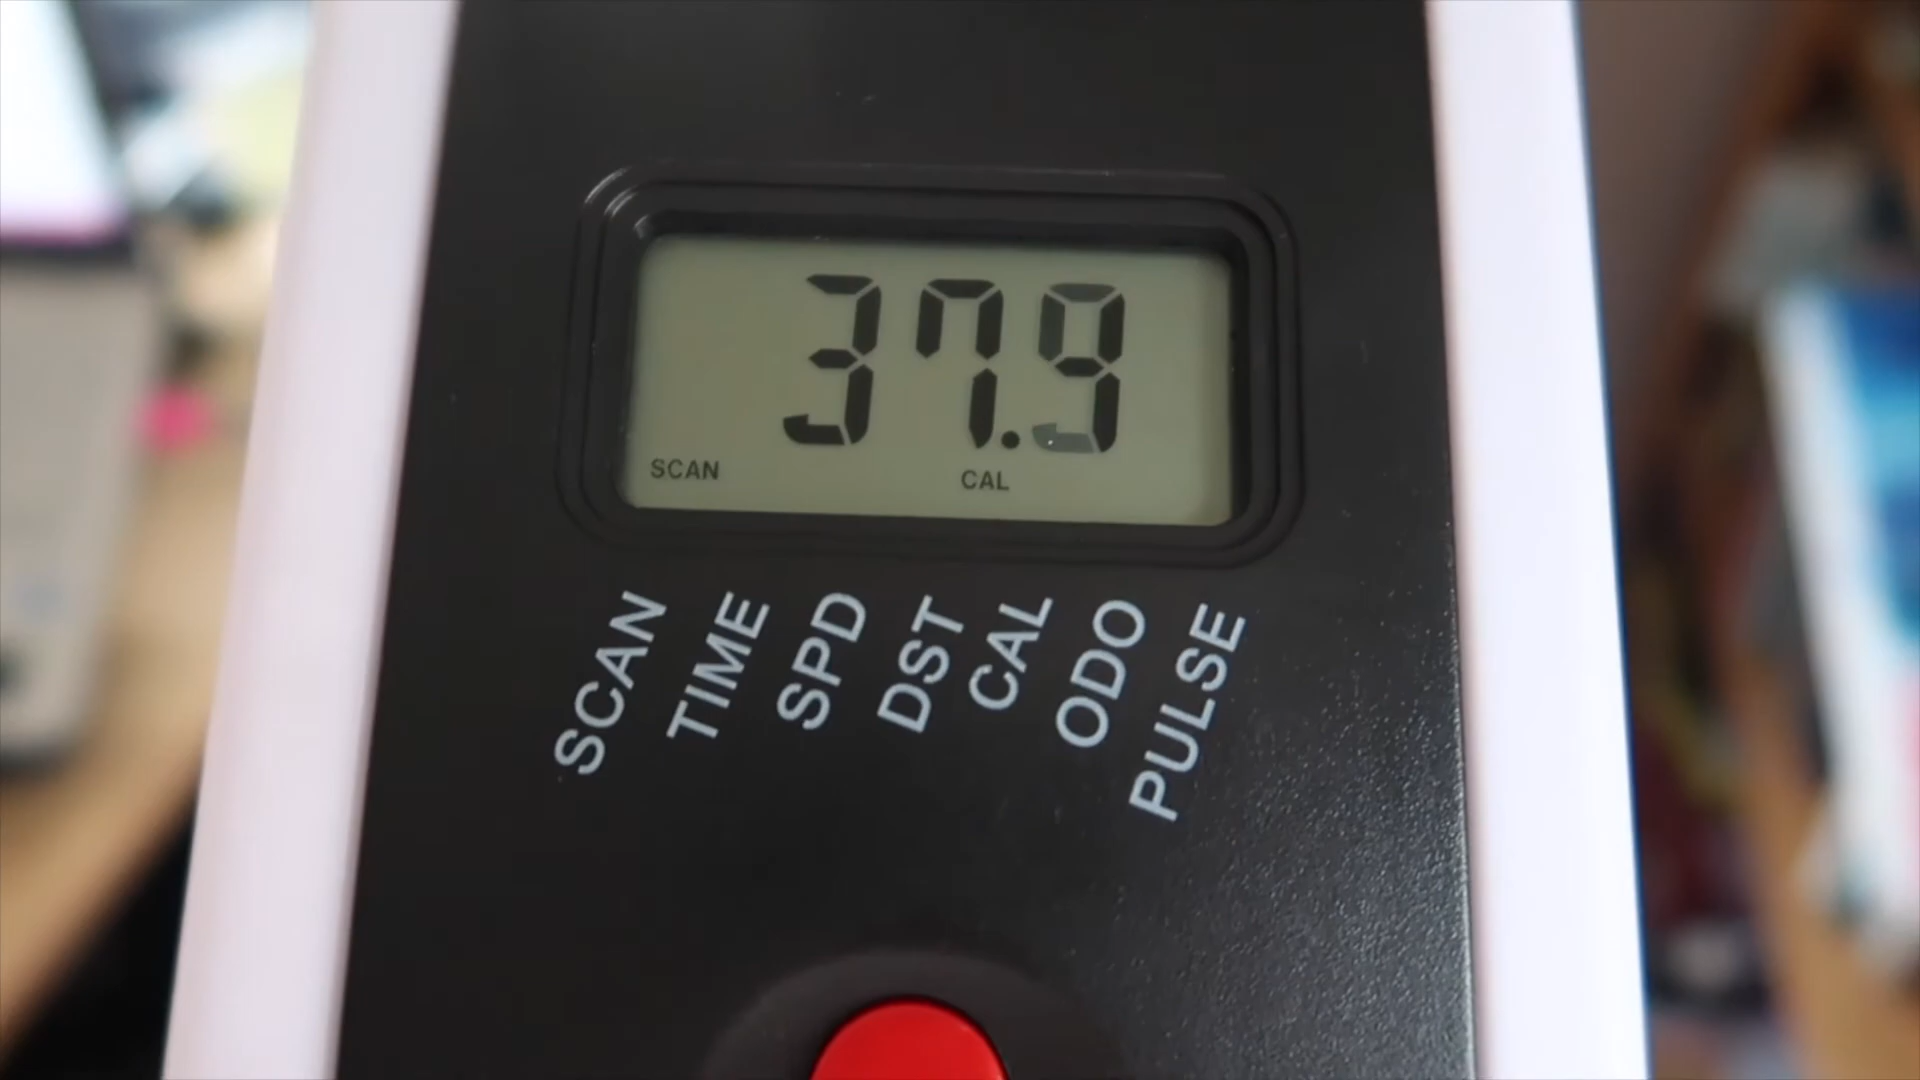 37.9
SCAN CAL
SCAN TIME SPD DST CAL ODO PULSE